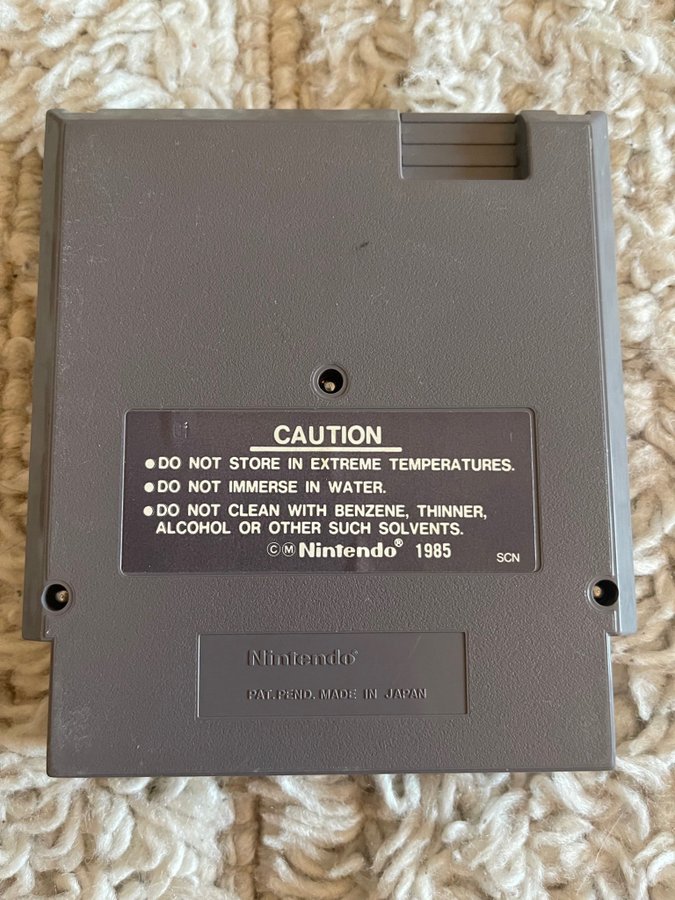 CAUTION
●DO NOT STORE IN EXTREME TEMPERATURES.
●DO NOT IMMERSE IN WATER.
●DO NOT CLEAN WITH BENZENE, THINNER,
ALCOHOL OR OTHER SUCH SOLVENTS.
ⒸⓂ Nintendo® 1985 SCN
Nintendo®
PAT. PEND. MADE IN JAPAN